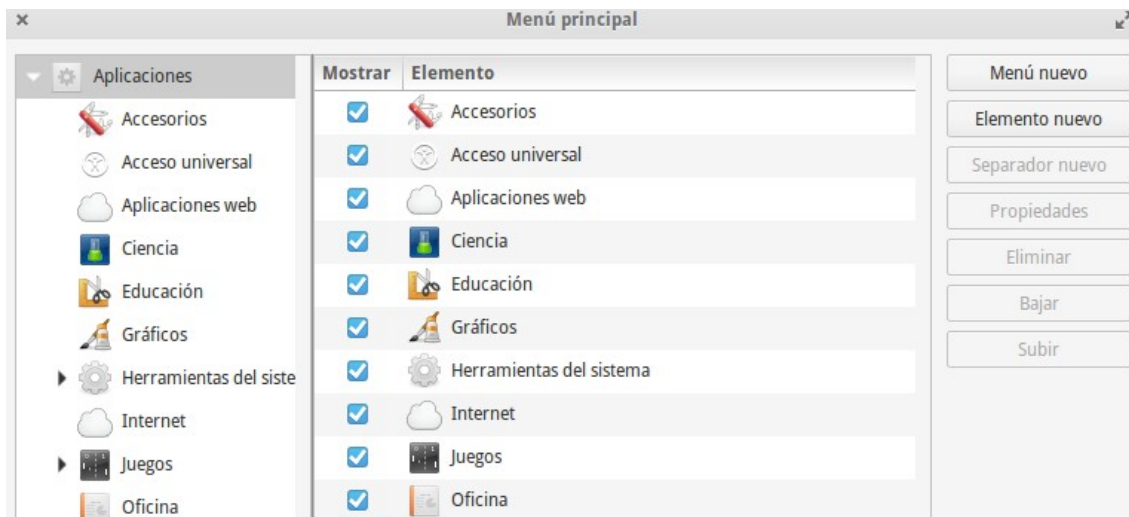 Menú principal
Aplicaciones
Accesorios
Acceso universal
Aplicaciones web
Ciencia
Educación
Gráficos
Herramientas del siste
Internet
Juegos
Oficina
Mostrar Elemento
Accesorios
Acceso universal
Aplicaciones web
Ciencia
Educación
Gráficos
Herramientas del sistema
Internet
Juegos
Oficina
Menú nuevo
Elemento nuevo
Separador nuevo
Propiedades
Eliminar
Bajar
Subir